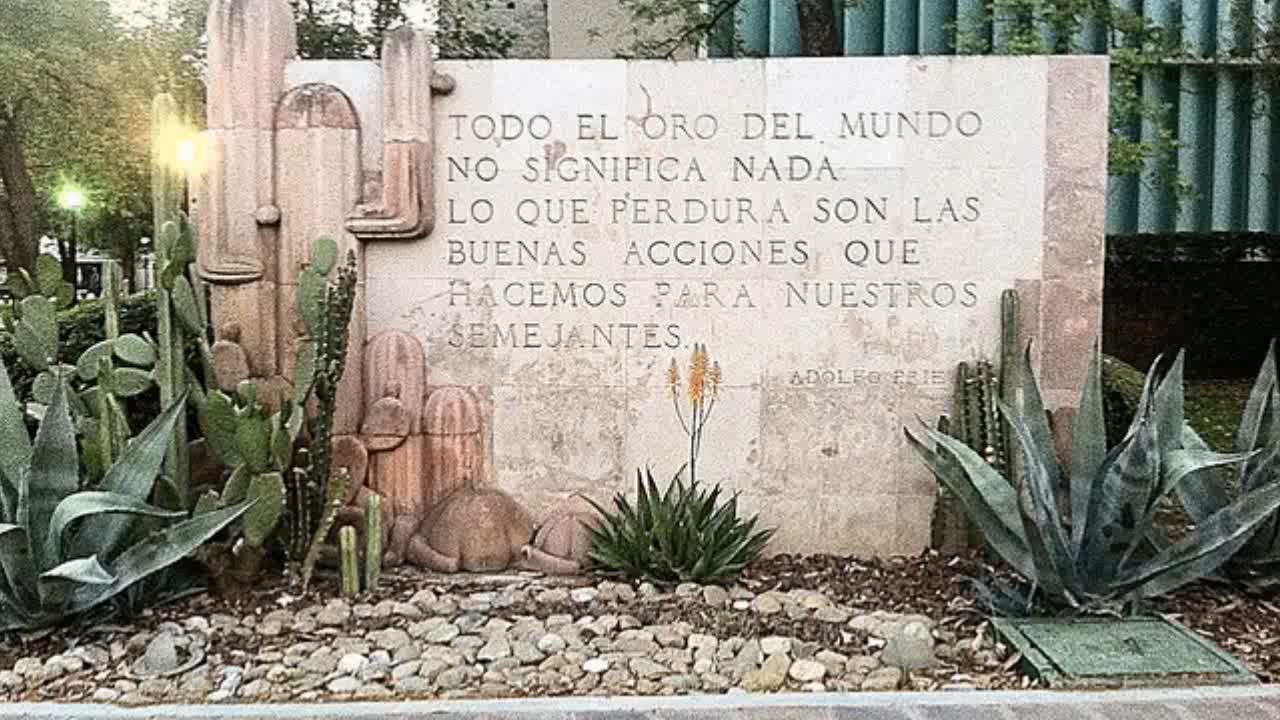 TODO EL ORO DEL MUNDO
NO SIGNIFICA NADA
LO QUE PERDURA SON LAS
BUENAS ACCIONES QUE
HACEMOS PARA NUESTROS
SEMEJANTES.
ADOLFO